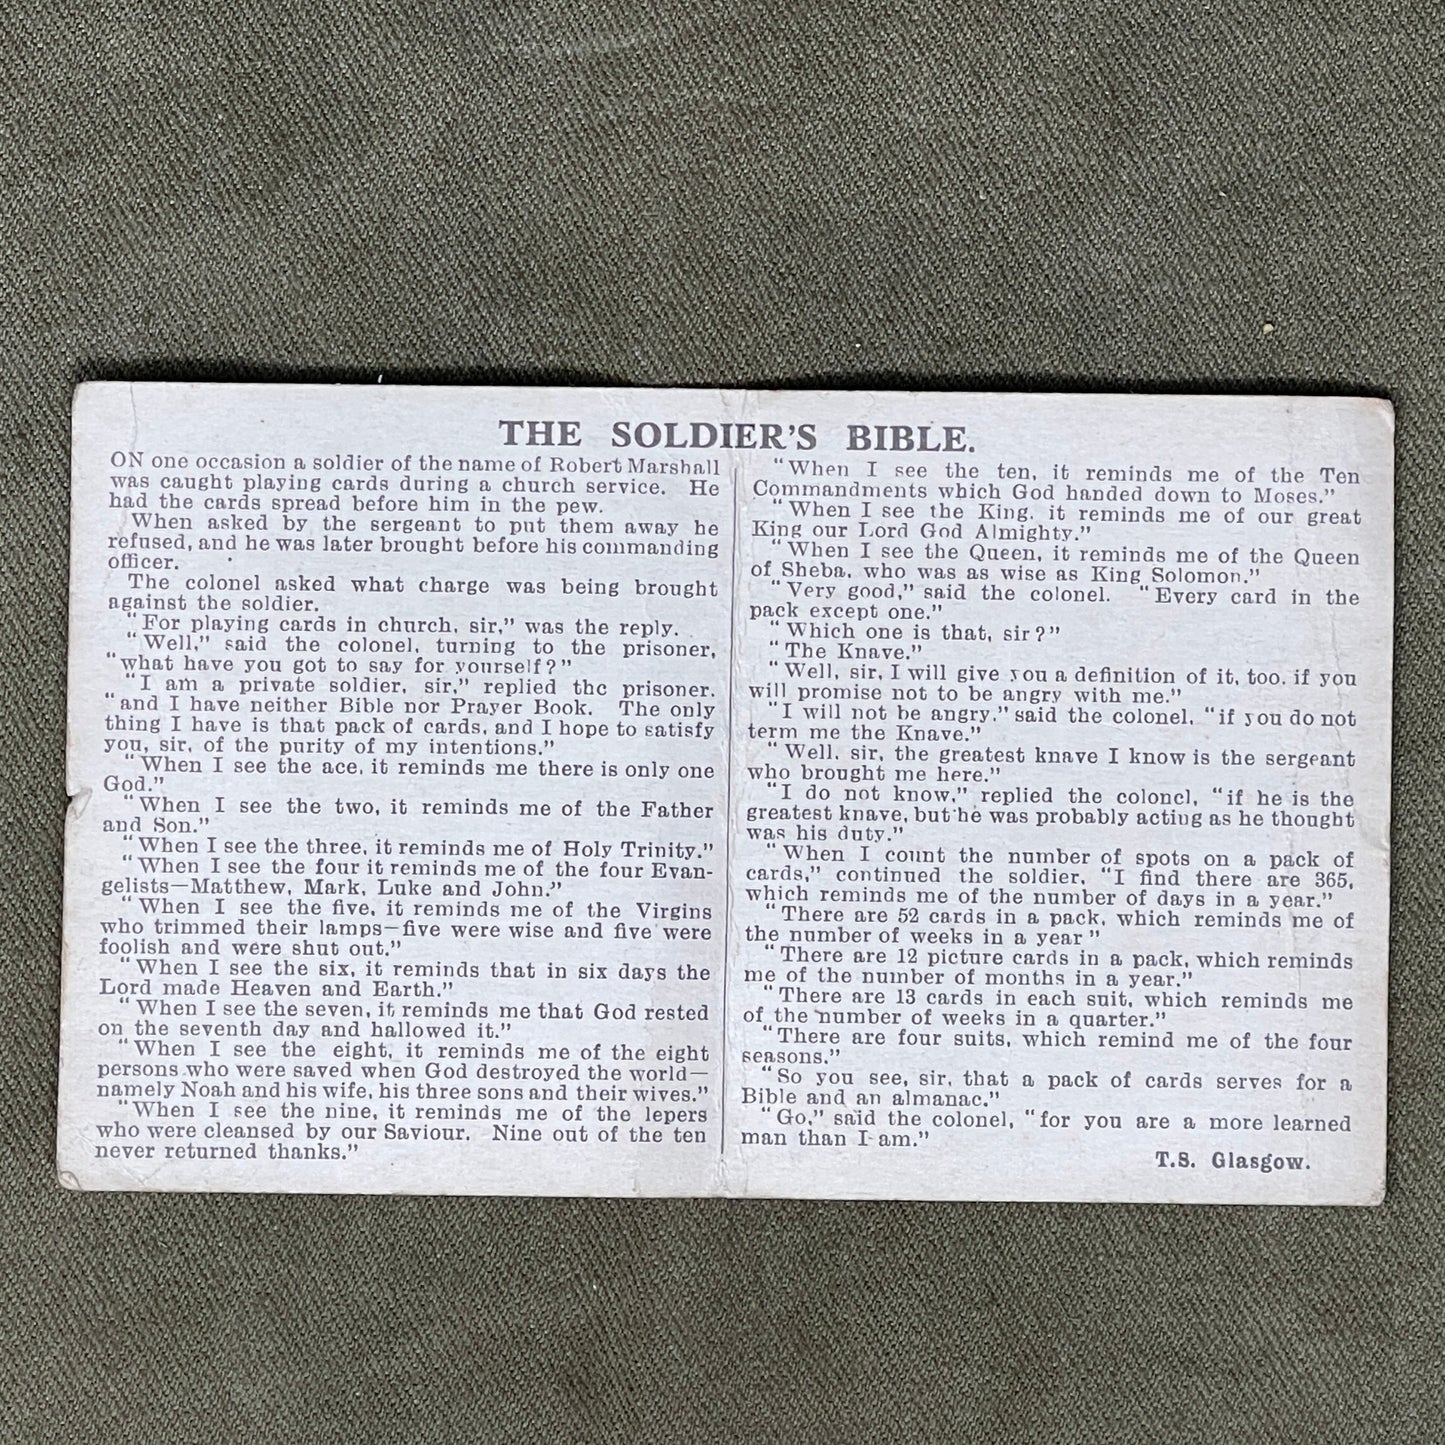 THE SOLDIER'S BIBLE.
ON one occasion a soldier of the name of Robert Marshall
was caught playing cards during a church service. He
had the cards spread before him in the pew.
When asked by the sergeant to put them away he
refused, and he was later brought before his commanding
officer.
The colonel asked what charge was being brought
against the soldier.
"For playing cards in church, sir," was the reply.
"Well," said the colonel, turning to the prisoner,
"what have you got to say for yourself?"
"I am a private soldier, sir," replied the prisoner.
"and I have neither Bible nor Prayer Book. The only
thing I have is that pack of cards, and I hope to satisfy
you, sir, of the purity of my intentions."
"When I see the ace, it reminds me there is only one
God."
"When I see the two, it reminds me of the Father
and Son."
"When I see the three, it reminds me of Holy Trinity."
"When I see the four it reminds me of the four Evan-
gelists—Matthew, Mark, Luke and John."
"When I see the five, it reminds me of the Virgins
who trimmed their lamps—five were wise and five were
foolish and were shut out."
"When I see the six, it reminds that in six days the
Lord made Heaven and Earth."
"When I see the seven, it reminds me that God rested
on the seventh day and hallowed it."
"When I see the eight, it reminds me of the eight
persons who were saved when God destroyed the world—
namely Noah and his wife, his three sons and their wives."
"When I see the nine, it reminds me of the lepers
who were cleansed by our Saviour. Nine out of the ten
never returned thanks."
"When I see the ten, it reminds me of the Ten
Commandments which God handed down to Moses."
"When I see the King, it reminds me of our great
King our Lord God Almighty."
"When I see the Queen, it reminds me of the Queen
of Sheba, who was as wise as King Solomon."
"Very good," said the colonel. "Every card in the
pack except one."
"Which one is that, sir?"
"The Knave."
"Well, sir, I will give you a definition of it, too, if you
will promise not to be angry with me."
"I will not be angry," said the colonel, "if you do not
term me the Knave."
"Well, sir, the greatest knave I know is the sergeant
who brought me here."
"I do not know," replied the colonel, "if he is the
greatest knave, but he was probably acting as he thought
was his duty."
"When I count the number of spots on a pack of
cards," continued the soldier, "I find there are 365,
which reminds me of the number of days in a year."
"There are 52 cards in a pack, which reminds me of
the number of weeks in a year"
"There are 12 picture cards in a pack, which reminds
me of the number of months in a year."
"There are 13 cards in each suit, which reminds me
of the number of weeks in a quarter."
"There are four suits, which remind me of the four
seasons."
"So you see, sir, that a pack of cards serves for a
Bible and an almanac."
"Go," said the colonel, "for you are a more learned
man than I am."
T.S. Glasgow.